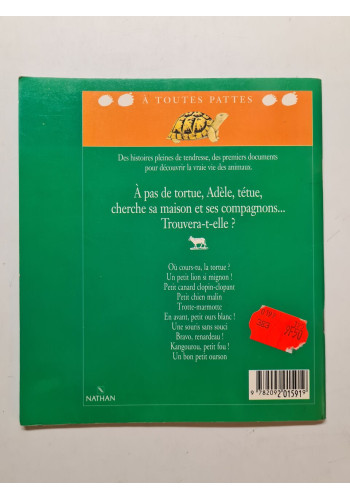 À TOUTES PATTES
Des histoires pleines de tendresse, des premiers documents
pour découvrir la vraie vie des animaux.
À pas de tortue, Adèle, têtue,
cherche sa maison et ses compagnons...
Trouvera-t-elle ?
Où cours-tu, la tortue ?
Un petit lion si mignon !
Petit canard clopin-clopant
Petit chien malin
Trotte-marmotte
En avant, petit ours blanc !
Une souris sans souci
Bravo, renardeau !
Kangourou, petit fou !
Un bon petit ourson
NATHAN
9 782092 015919